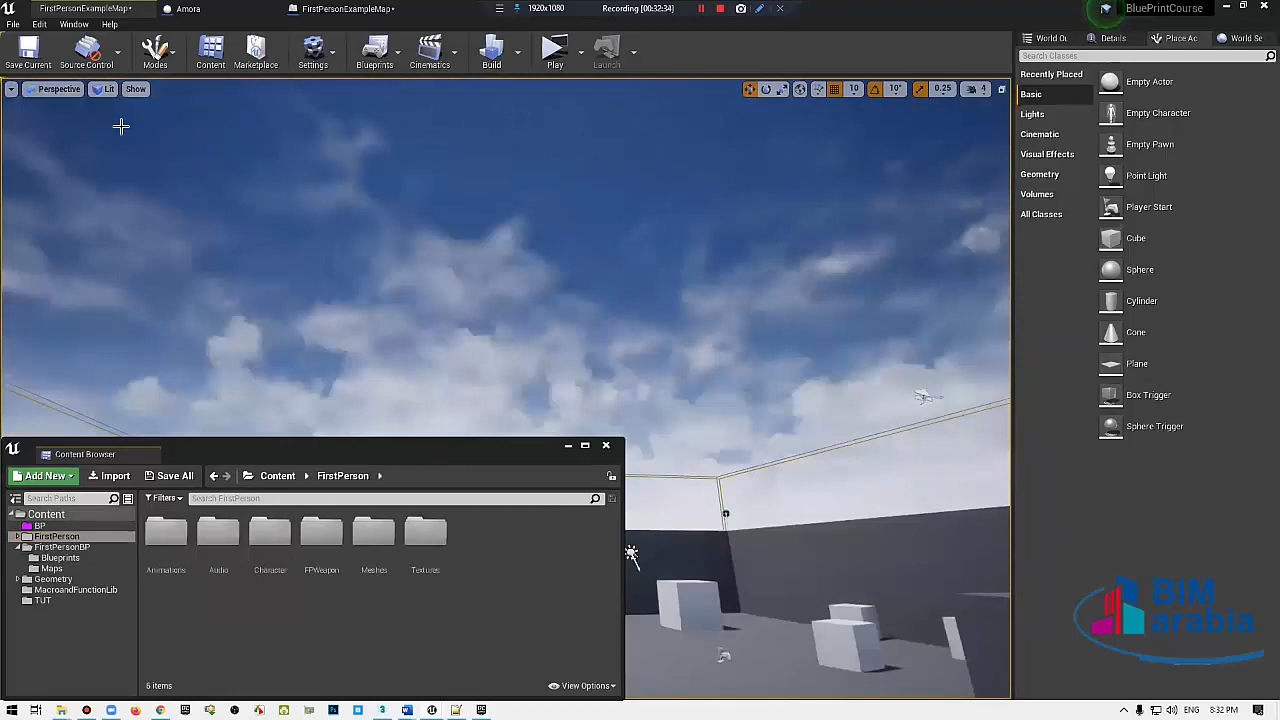 FirstPersonExampleMap*
Amora
FirstPersonExampleMap*
1920x1080
Recording [00:32:34]
BluePrintCourse
File
Edit
Window
Help
Save Current
Source Control
Modes
Content
Marketplace
Settings
Blueprints
Cinematics
Build
Play
Launch
World Ou
Details
Place Ac
World Se
Search Classes
Perspective
Lit
Show
10
10°
0.25
4
Recently Placed
Basic
Lights
Cinematic
Visual Effects
Geometry
Volumes
All Classes
Empty Actor
Empty Character
Empty Pawn
Point Light
Player Start
Cube
Sphere
Cylinder
Cone
Plane
Box Trigger
Sphere Trigger
Content Browser
Add New
Import
Save All
Content
FirstPerson
Search Paths
Filters
Search FirstPerson
Content
BP
FirstPerson
FirstPersonBP
Blueprints
Maps
Geometry
MacroandFunctionLib
TUT
Animations
Audio
Character
FPWeapon
Meshes
Textures
6 items
View Options
BIM
arabia
ENG
8:32 PM